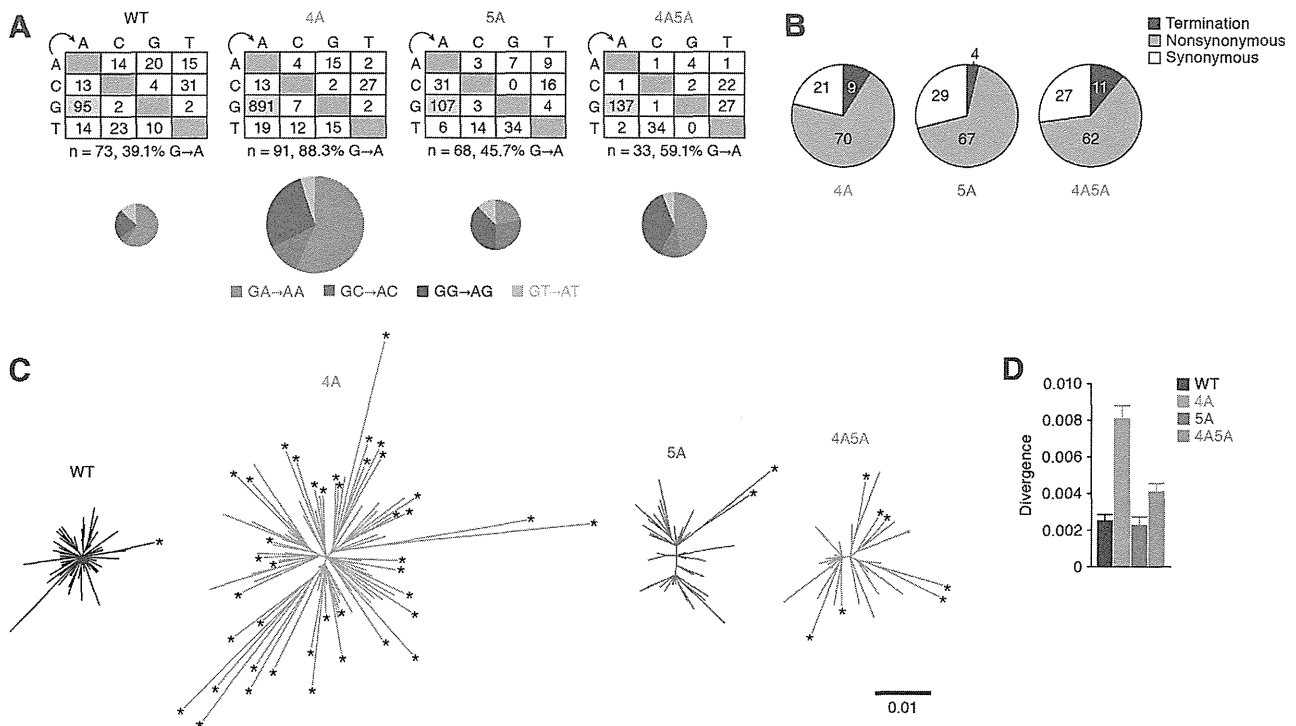 A
WT
A C G T
A 14 20 15
C 13 4 31
G 95 2 2
T 14 23 10
n = 73, 39.1% G→A
4A
A C G T
A 4 15 2
C 13 2 27
G 891 7 2
T 19 12 15
n = 91, 88.3% G→A
5A
A C G T
A 3 7 9
C 31 0 16
G 107 3 4
T 6 14 34
n = 68, 45.7% G→A
4A5A
A C G T
A 1 4 1
C 1 2 22
G 137 1 27
T 2 34 0
n = 33, 59.1% G→A
GA→AA GC→AC GG→AG GT→AT
B
Termination
Nonsynonymous
Synonymous
21 9 70
4A
4 29 67
5A
27 11 62
4A5A
C
WT
4A
5A
4A5A
0.01
D
Divergence
0.010
0.008
0.006
0.004
0.002
0
WT
4A
5A
4A5A